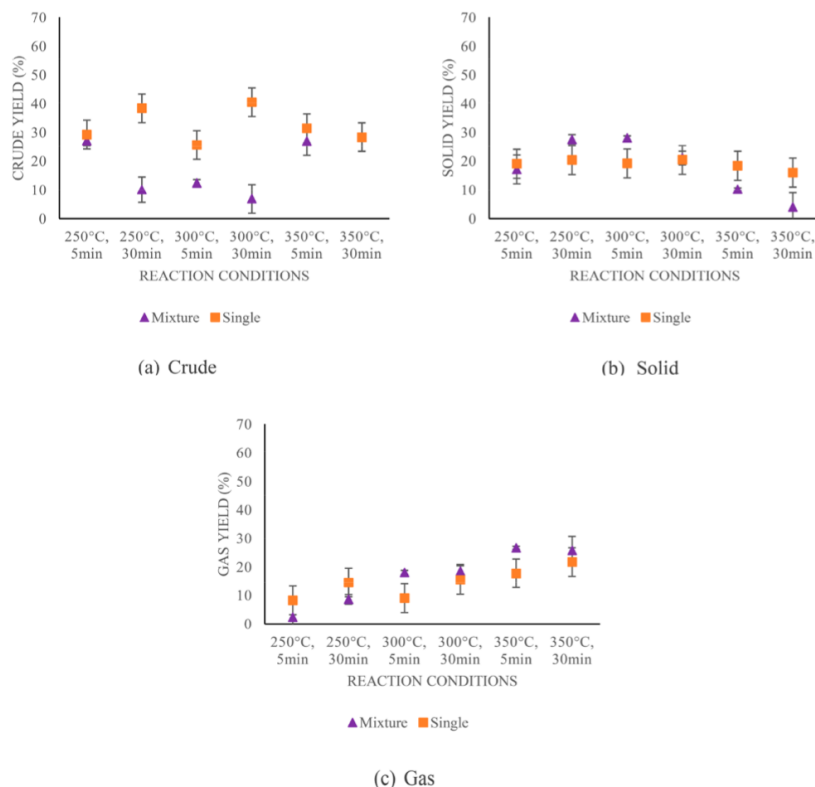 70
60
50
40
30
20
10
0
CRUDE YIELD (%)
250°C, 5min
250°C, 30min
300°C, 5min
300°C, 30min
350°C, 5min
350°C, 30min
REACTION CONDITIONS
Mixture Single
(a) Crude
70
60
50
40
30
20
10
0
SOLID YIELD (%)
250°C, 5min
250°C, 30min
300°C, 5min
300°C, 30min
350°C, 5min
350°C, 30min
REACTION CONDITIONS
Mixture Single
(b) Solid
70
60
50
40
30
20
10
0
GAS YIELD (%)
250°C, 5min
250°C, 30min
300°C, 5min
300°C, 30min
350°C, 5min
350°C, 30min
REACTION CONDITIONS
Mixture Single
(c) Gas